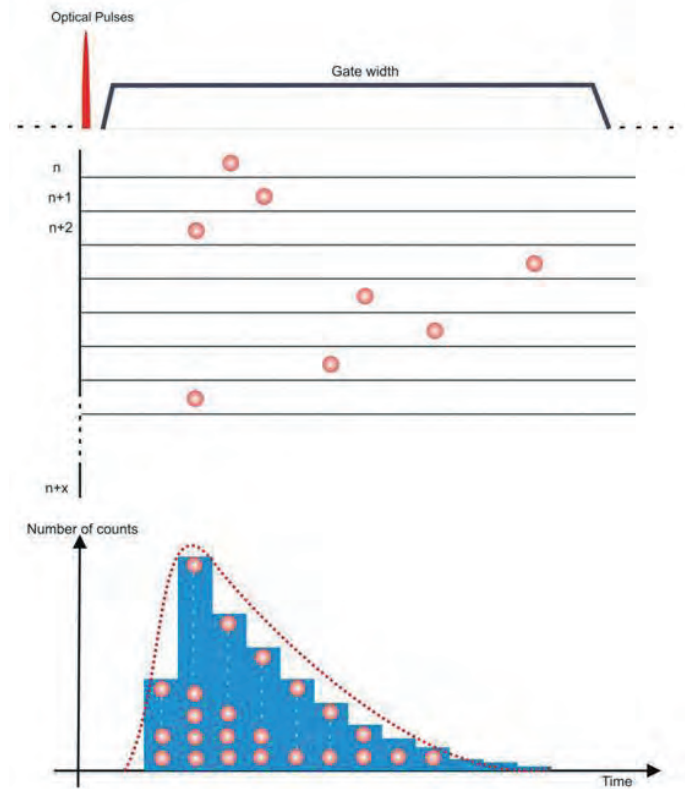 Optical Pulses
Gate width
n
n+1
n+2
n+x
Number of counts
Time